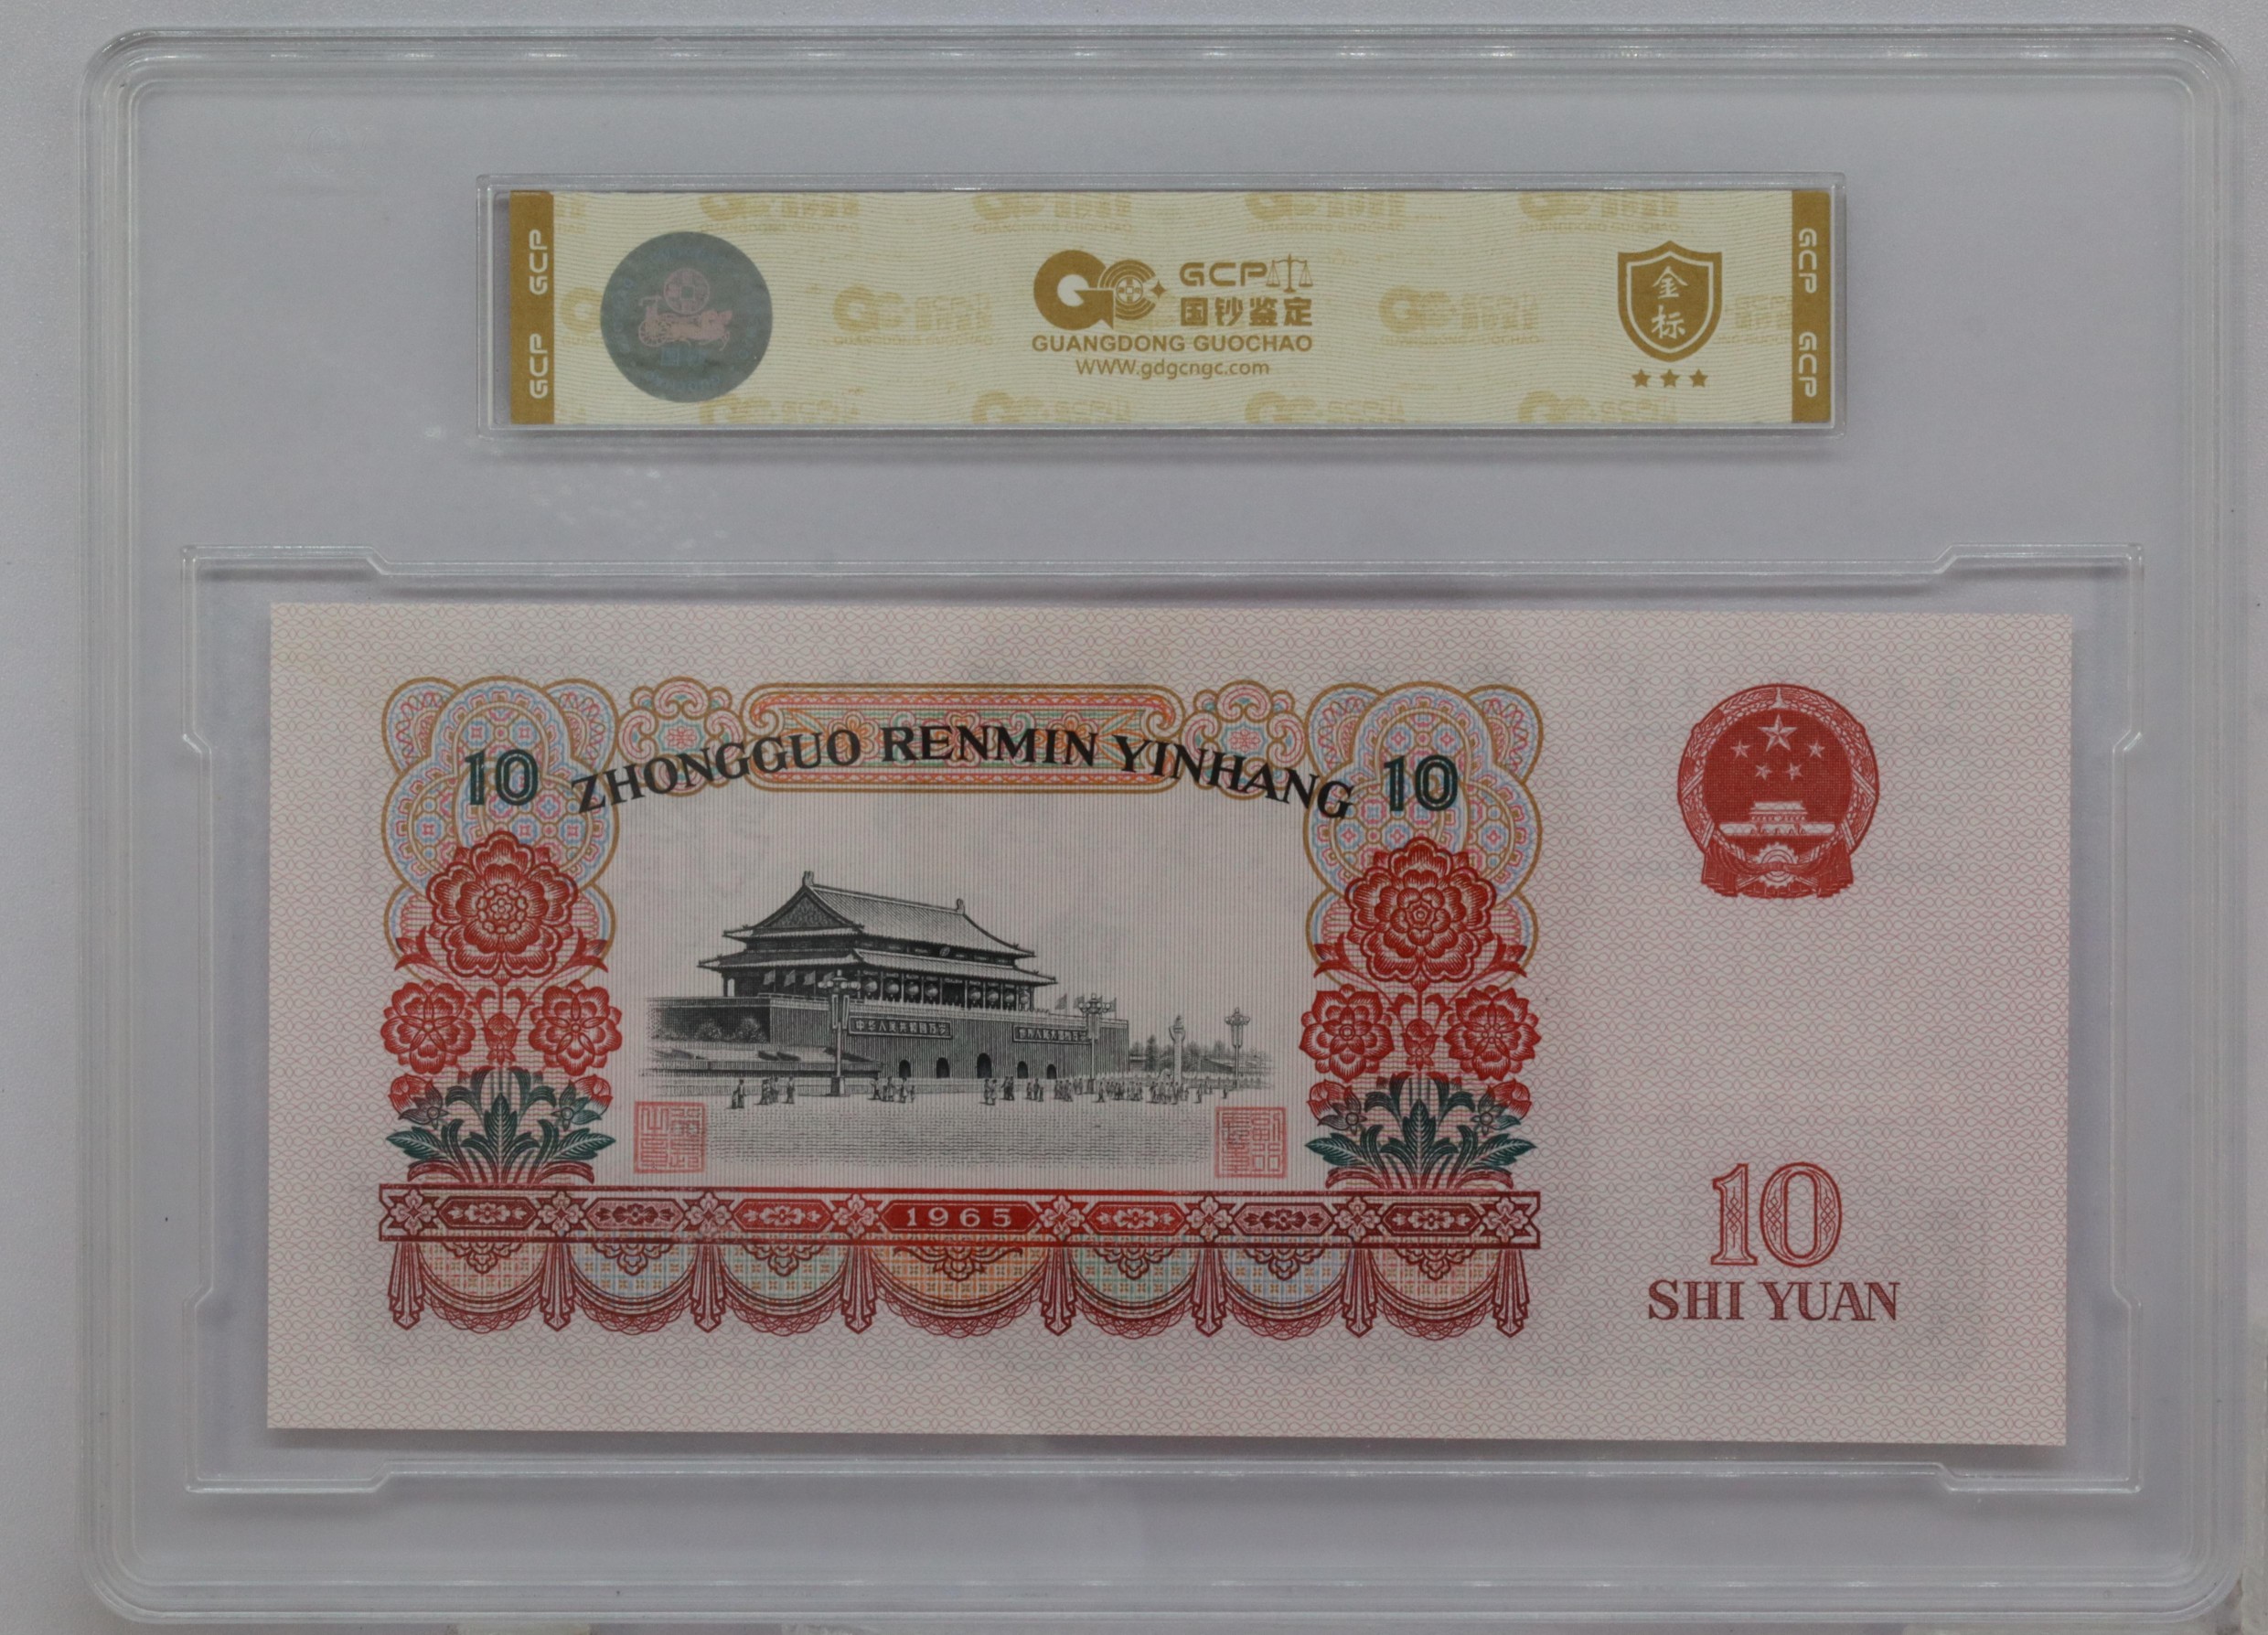 GCP
GCP
GCP
国钞鉴定
GUANGDONG GUOCHAO
WWW.gdgcngc.com
金
标
GCP
GCP
10 ZHONGGUO RENMIN YINHANG 10
1965
10
SHI YUAN